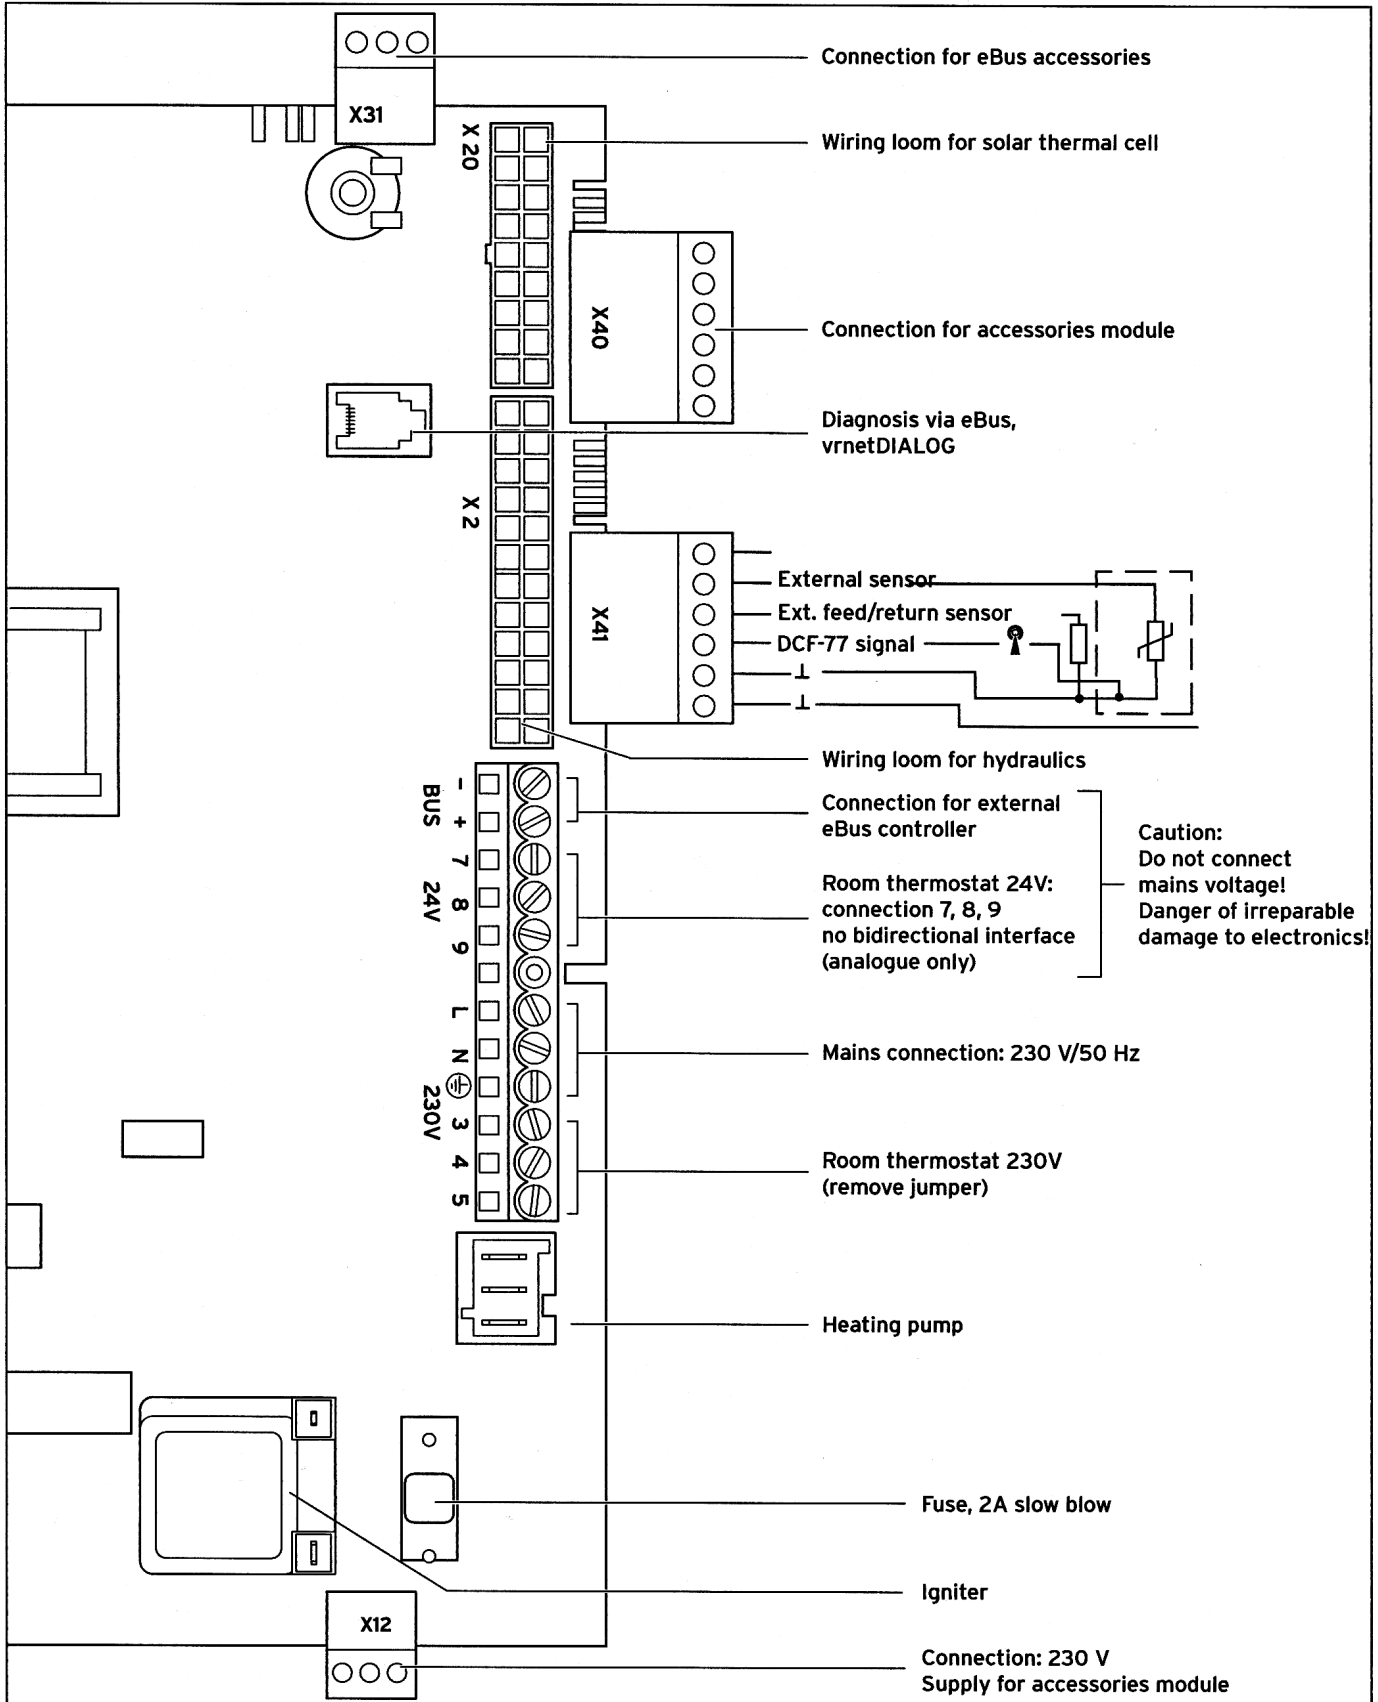 Connection for eBus accessories
X31
X 20
Wiring loom for solar thermal cell
X40
Connection for accessories module
Diagnosis via eBus,
vrnetDIALOG
X 2
X41
External sensor
Ext. feed/return sensor
DCF-77 signal
Wiring loom for hydraulics
BUS
-
+
Connection for external
eBus controller
24V
7
8
9
Room thermostat 24V:
connection 7, 8, 9
no bidirectional interface
(analogue only)
Caution:
Do not connect
mains voltage!
Danger of irreparable
damage to electronics!
L
N
Mains connection: 230 V/50 Hz
230V
3
4
5
Room thermostat 230V
(remove jumper)
Heating pump
Fuse, 2A slow blow
Igniter
X12
Connection: 230 V
Supply for accessories module